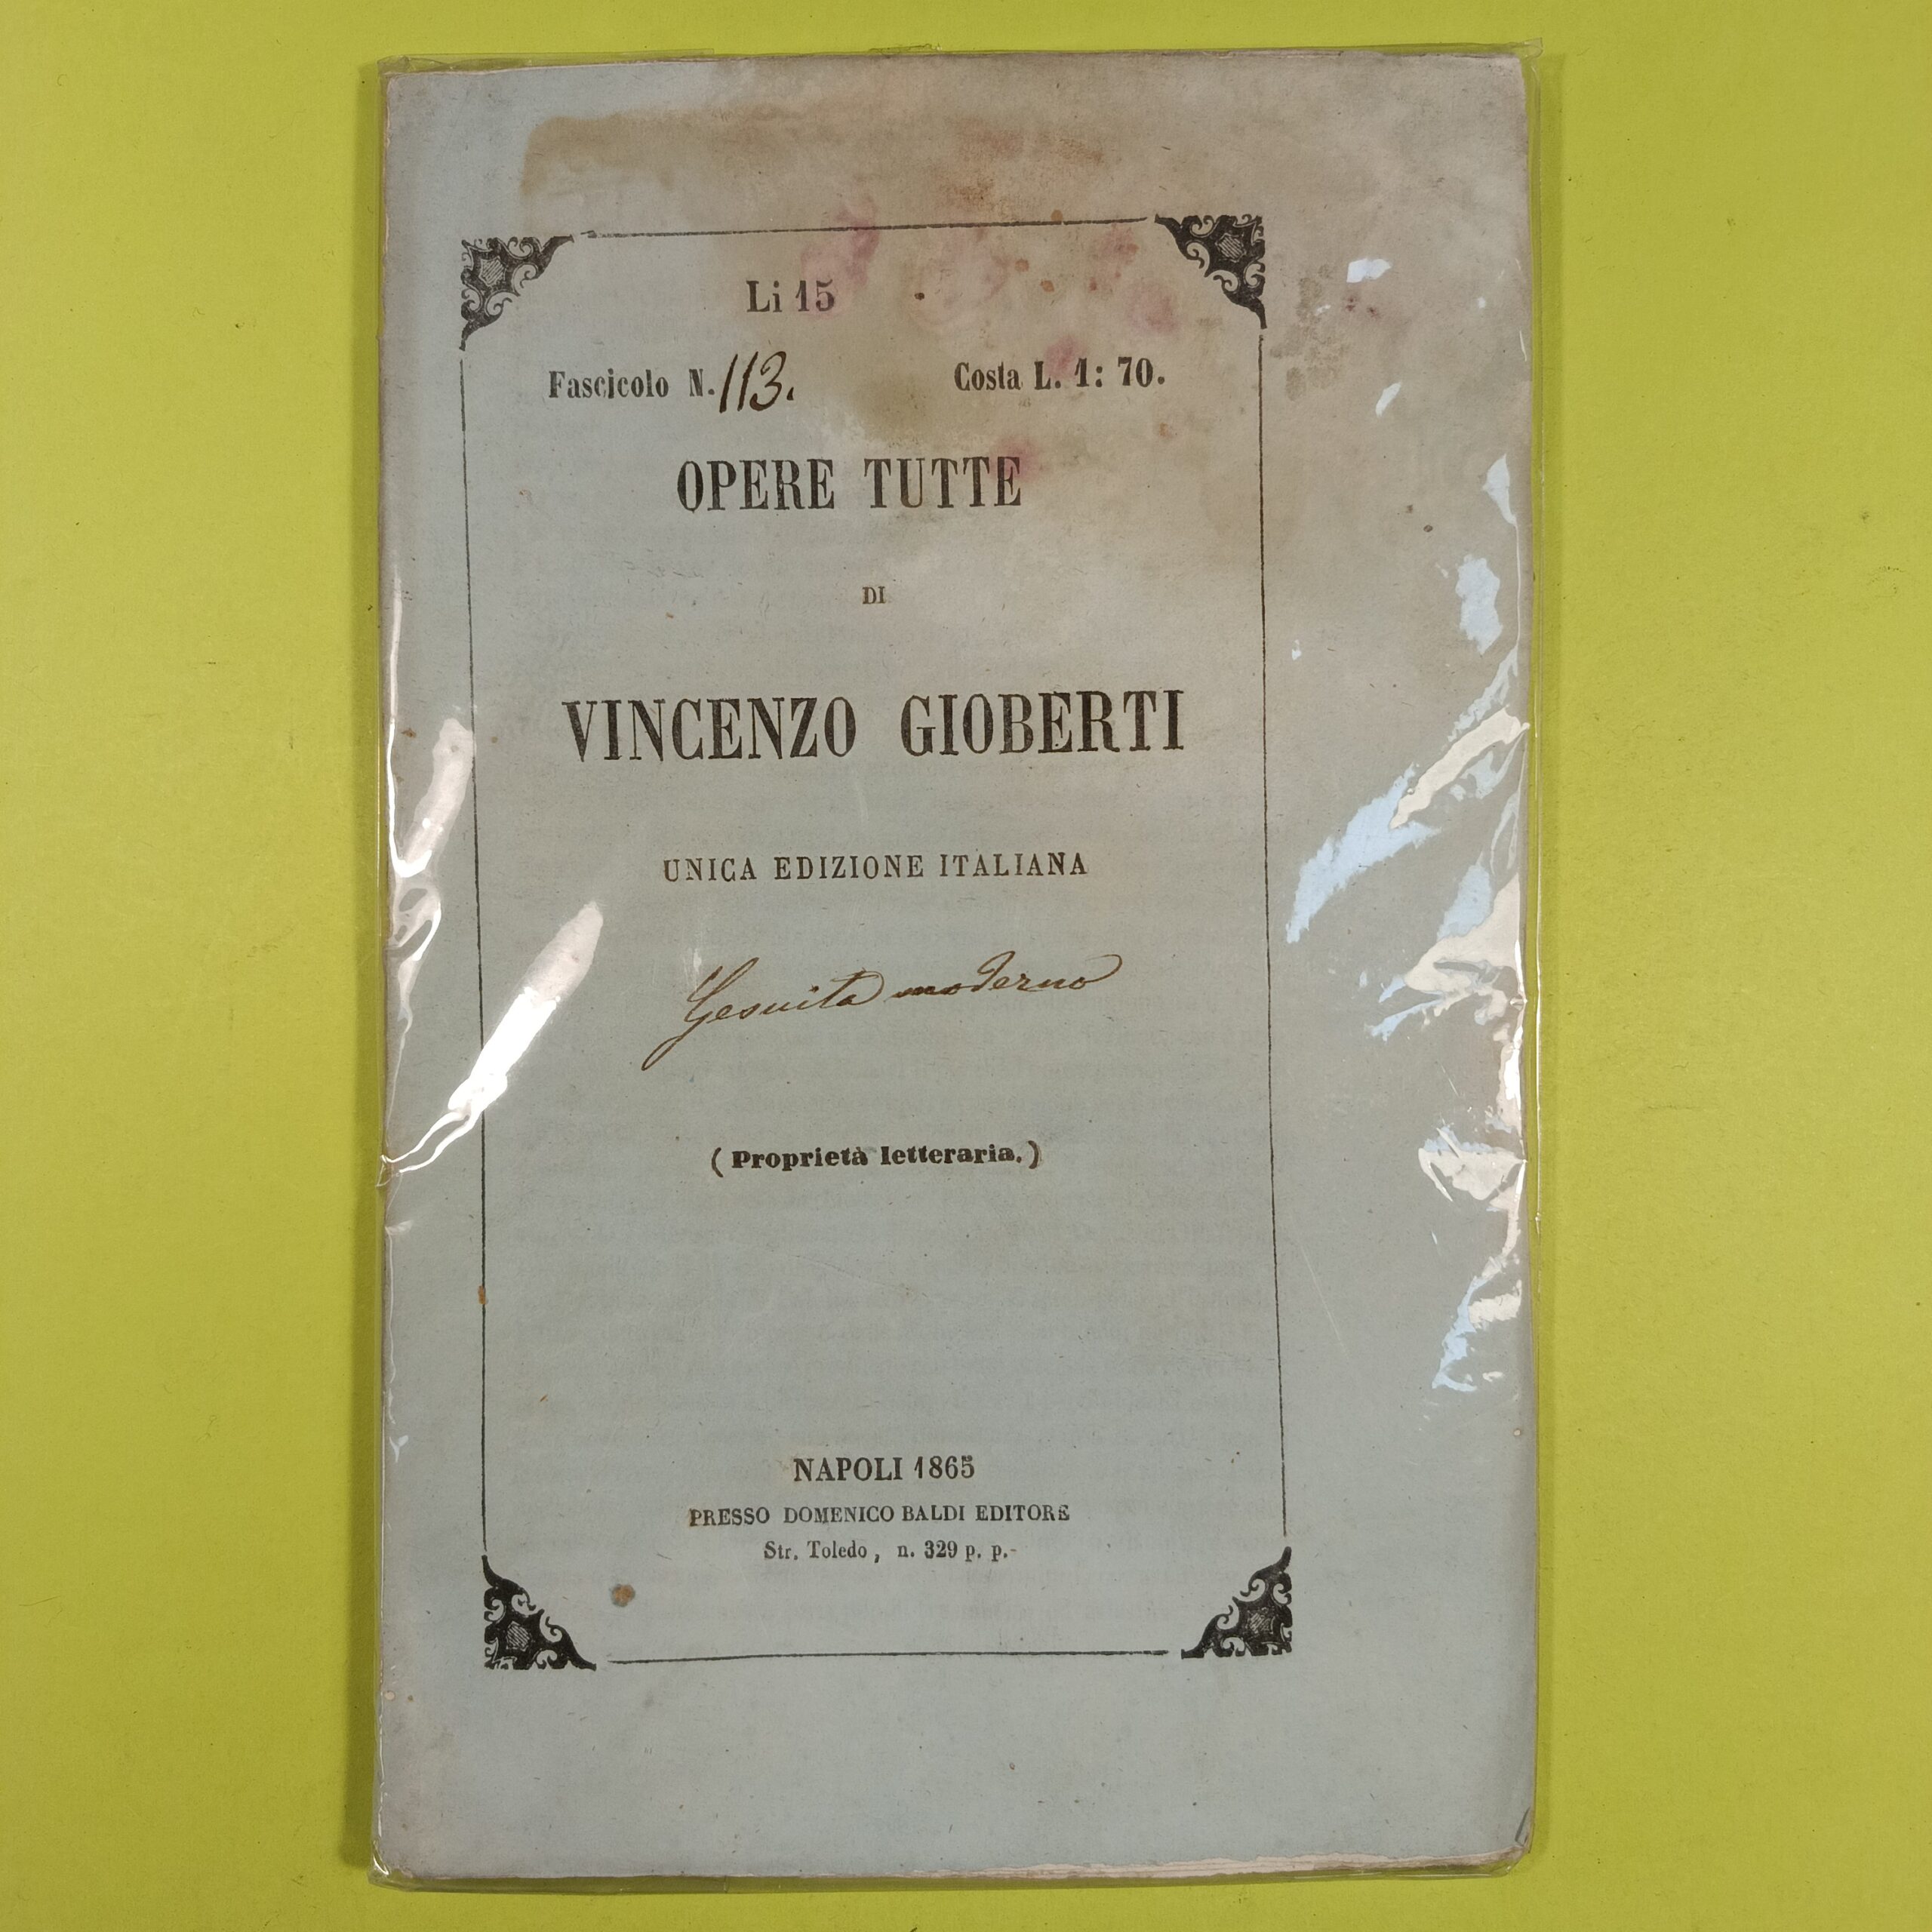 Li 15
Fascicolo N. 113. Costa L. 1: 70.
OPERE TUTTE
DI
VINCENZO GIOBERTI
UNICA EDIZIONE ITALIANA
Gesuita moderno
(Proprietà letteraria.)
NAPOLI 1865
PRESSO DOMENICO BALDI EDITORE
Str. Toledo, n. 329 p. p.